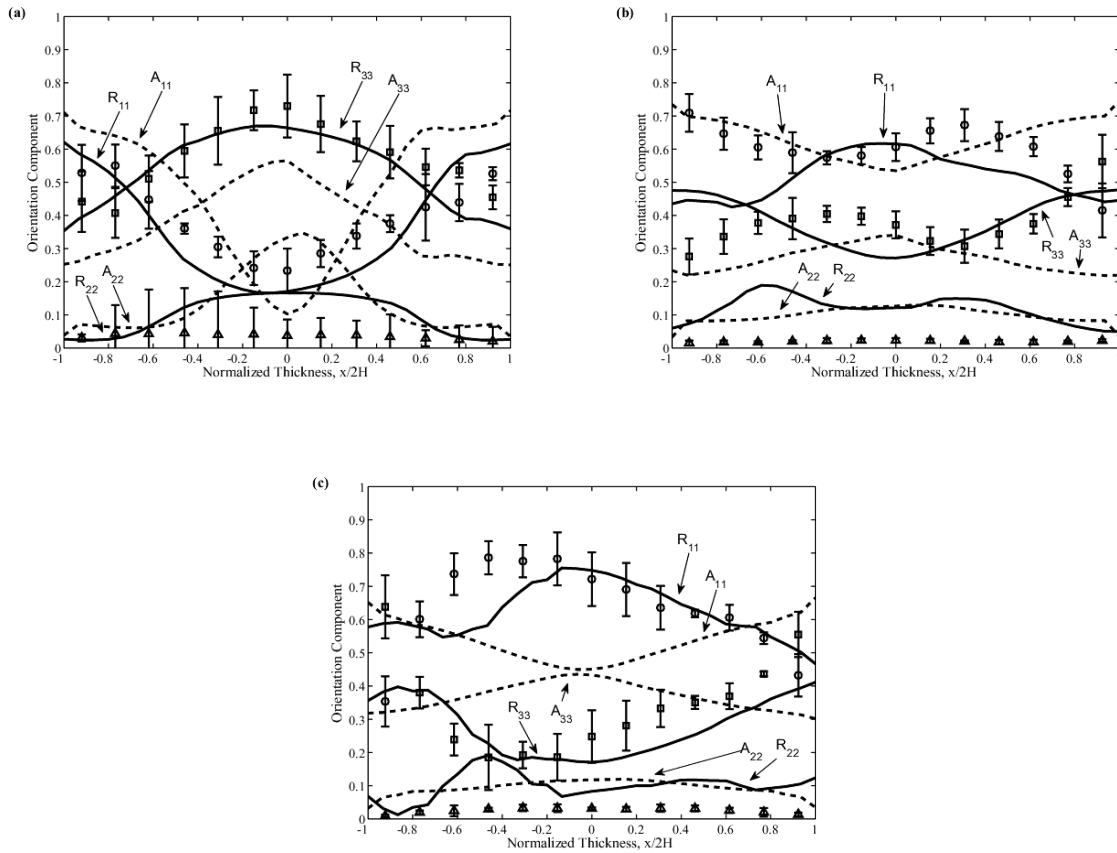 (a)
1
0.9
0.8
0.7
0.6
0.5
0.4
0.3
0.2
0.1
0
Orientation Component
R11
A11
R33
A33
R22
A22
-1 -0.8 -0.6 -0.4 -0.2 0 0.2 0.4 0.6 0.8 1
Normalized Thickness, x/2H
(b)
1
0.9
0.8
0.7
0.6
0.5
0.4
0.3
0.2
0.1
0
Orientation Component
A11
R11
A22
R22
R33
A33
-1 -0.8 -0.6 -0.4 -0.2 0 0.2 0.4 0.6 0.8 1
Normalized Thickness, x/2H
(c)
1
0.9
0.8
0.7
0.6
0.5
0.4
0.3
0.2
0.1
0
Orientation Component
R11
A11
R33
A33
A22
R22
-1 -0.8 -0.6 -0.4 -0.2 0 0.2 0.4 0.6 0.8 1
Normalized Thickness, x/2H